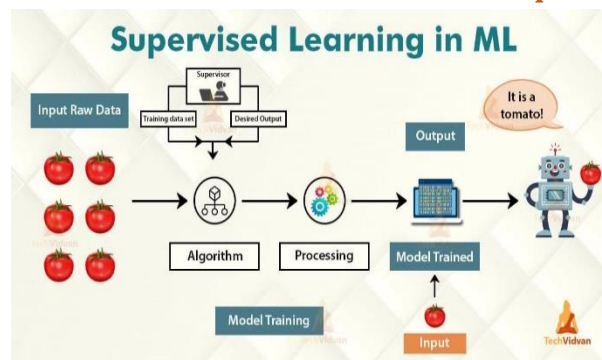 Supervised Learning in ML
Supervisor
Input Raw Data
Training data set
Desired Output
It is a
tomato!
Output
Algorithm
Processing
Model Trained
Model Training
Input
TechVidvan
TechVidvan